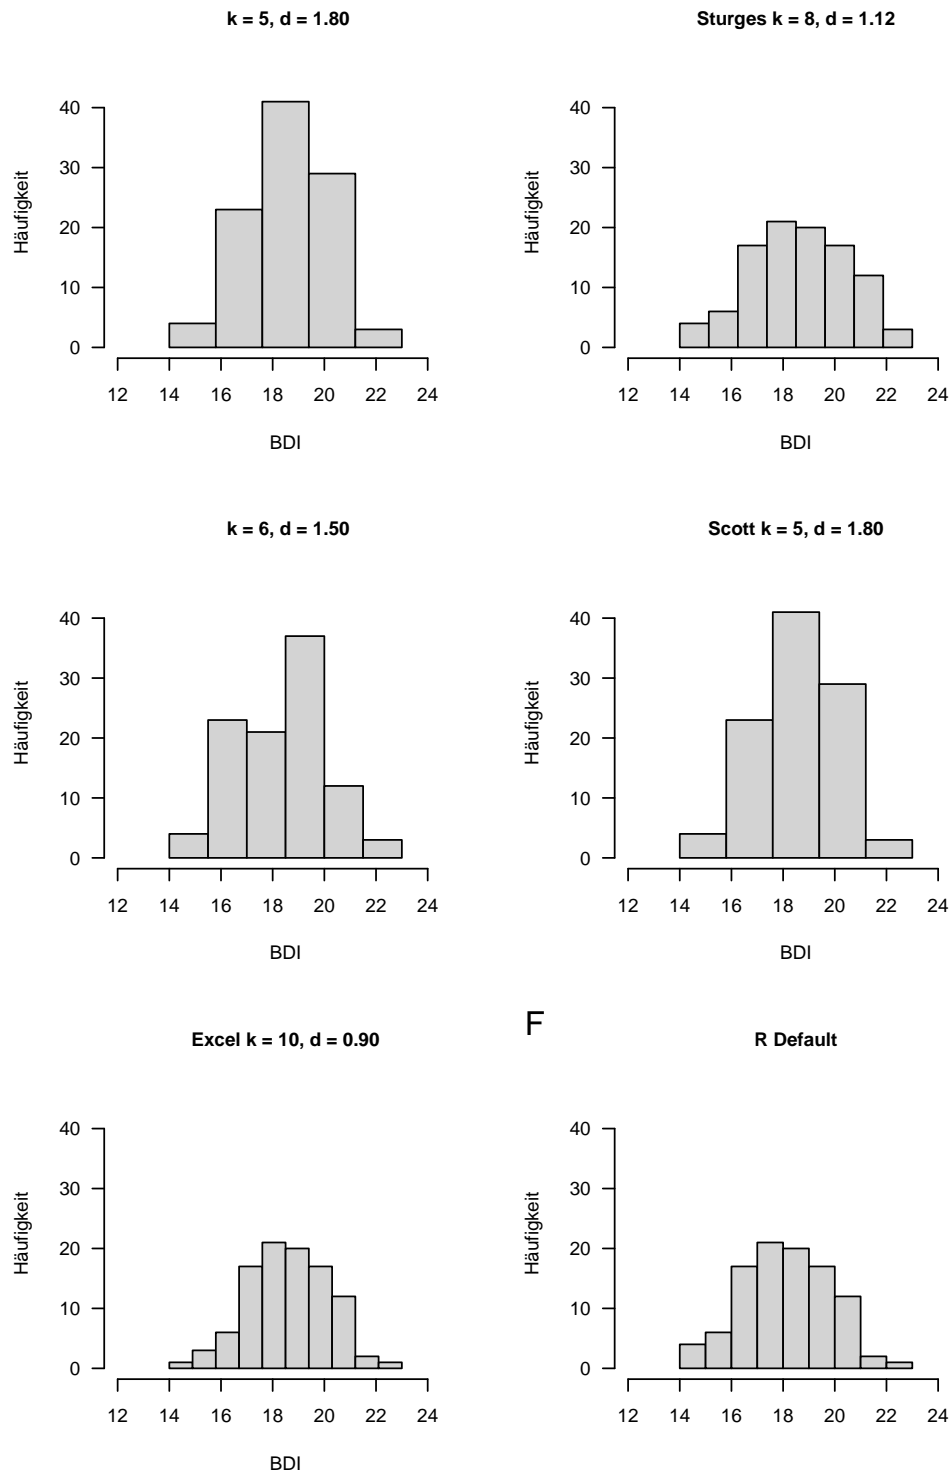 k = 5, d = 1.80
Häufigkeit
40
30
20
10
0
12 14 16 18 20 22 24
BDI
Sturges k = 8, d = 1.12
Häufigkeit
40
30
20
10
0
12 14 16 18 20 22 24
BDI
k = 6, d = 1.50
Häufigkeit
40
30
20
10
0
12 14 16 18 20 22 24
BDI
Scott k = 5, d = 1.80
Häufigkeit
40
30
20
10
0
12 14 16 18 20 22 24
BDI
Excel k = 10, d = 0.90
Häufigkeit
40
30
20
10
0
12 14 16 18 20 22 24
BDI
F
R Default
Häufigkeit
40
30
20
10
0
12 14 16 18 20 22 24